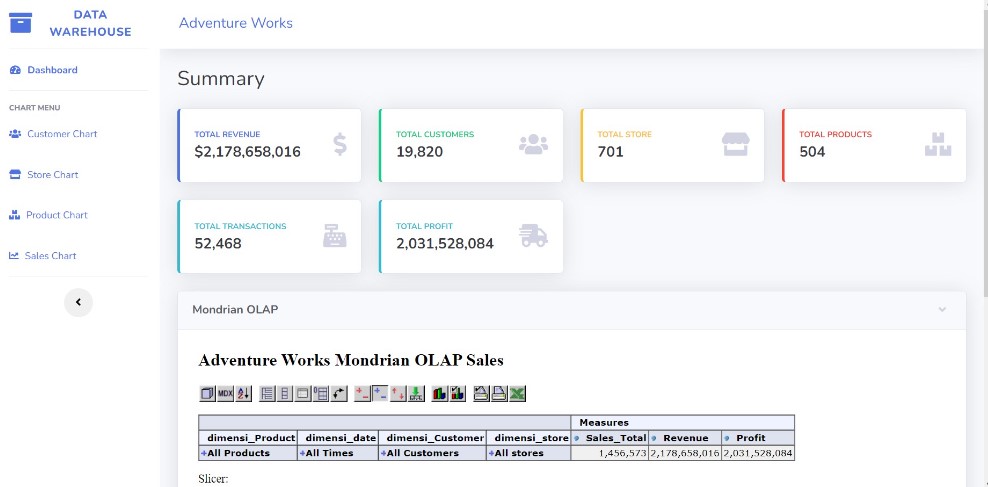 DATA
WAREHOUSE
Adventure Works
Dashboard
CHART MENU
Customer Chart
Store Chart
Product Chart
Sales Chart
Summary
TOTAL REVENUE
$2,178,658,016
TOTAL CUSTOMERS
19,820
TOTAL STORE
701
TOTAL PRODUCTS
504
TOTAL TRANSACTIONS
52,468
TOTAL PROFIT
2,031,528,084
Mondrian OLAP
Adventure Works Mondrian OLAP Sales
MDX
Measures
dimensi_Product dimensi_date dimensi_Customer dimensi_store Sales_Total Revenue Profit
+All Products +All Times +All Customers +All stores 1,456,573 2,178,658,016 2,031,528,084
Slicer: